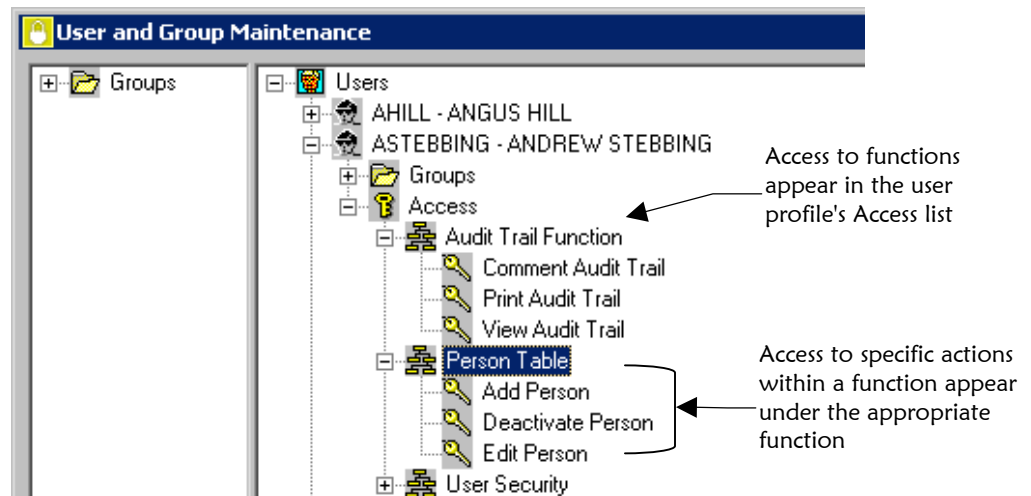 User and Group Maintenance
Groups
Users
AHILL - ANGUS HILL
ASTEBBING - ANDREW STEBBING
Groups
Access
Audit Trail Function
Comment Audit Trail
Print Audit Trail
View Audit Trail
Person Table
Add Person
Deactivate Person
Edit Person
User Security
Access to functions
appear in the user
profile's Access list
Access to specific actions
within a function appear
under the appropriate
function